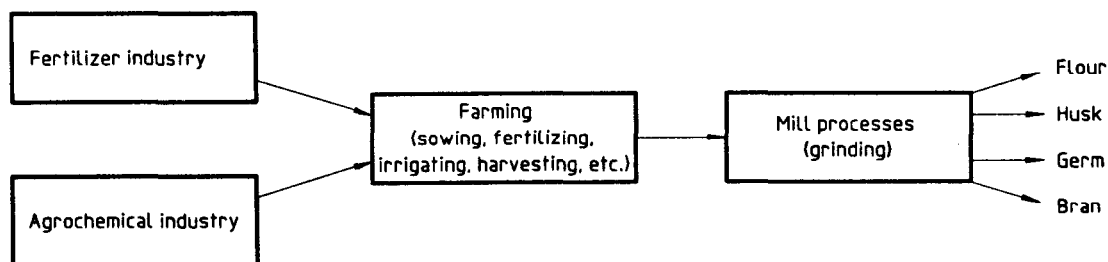 Fertilizer industry
Agrochemical industry
Farming
(sowing, fertilizing,
irrigating, harvesting, etc.)
Mill processes
(grinding)
Flour
Husk
Germ
Bran